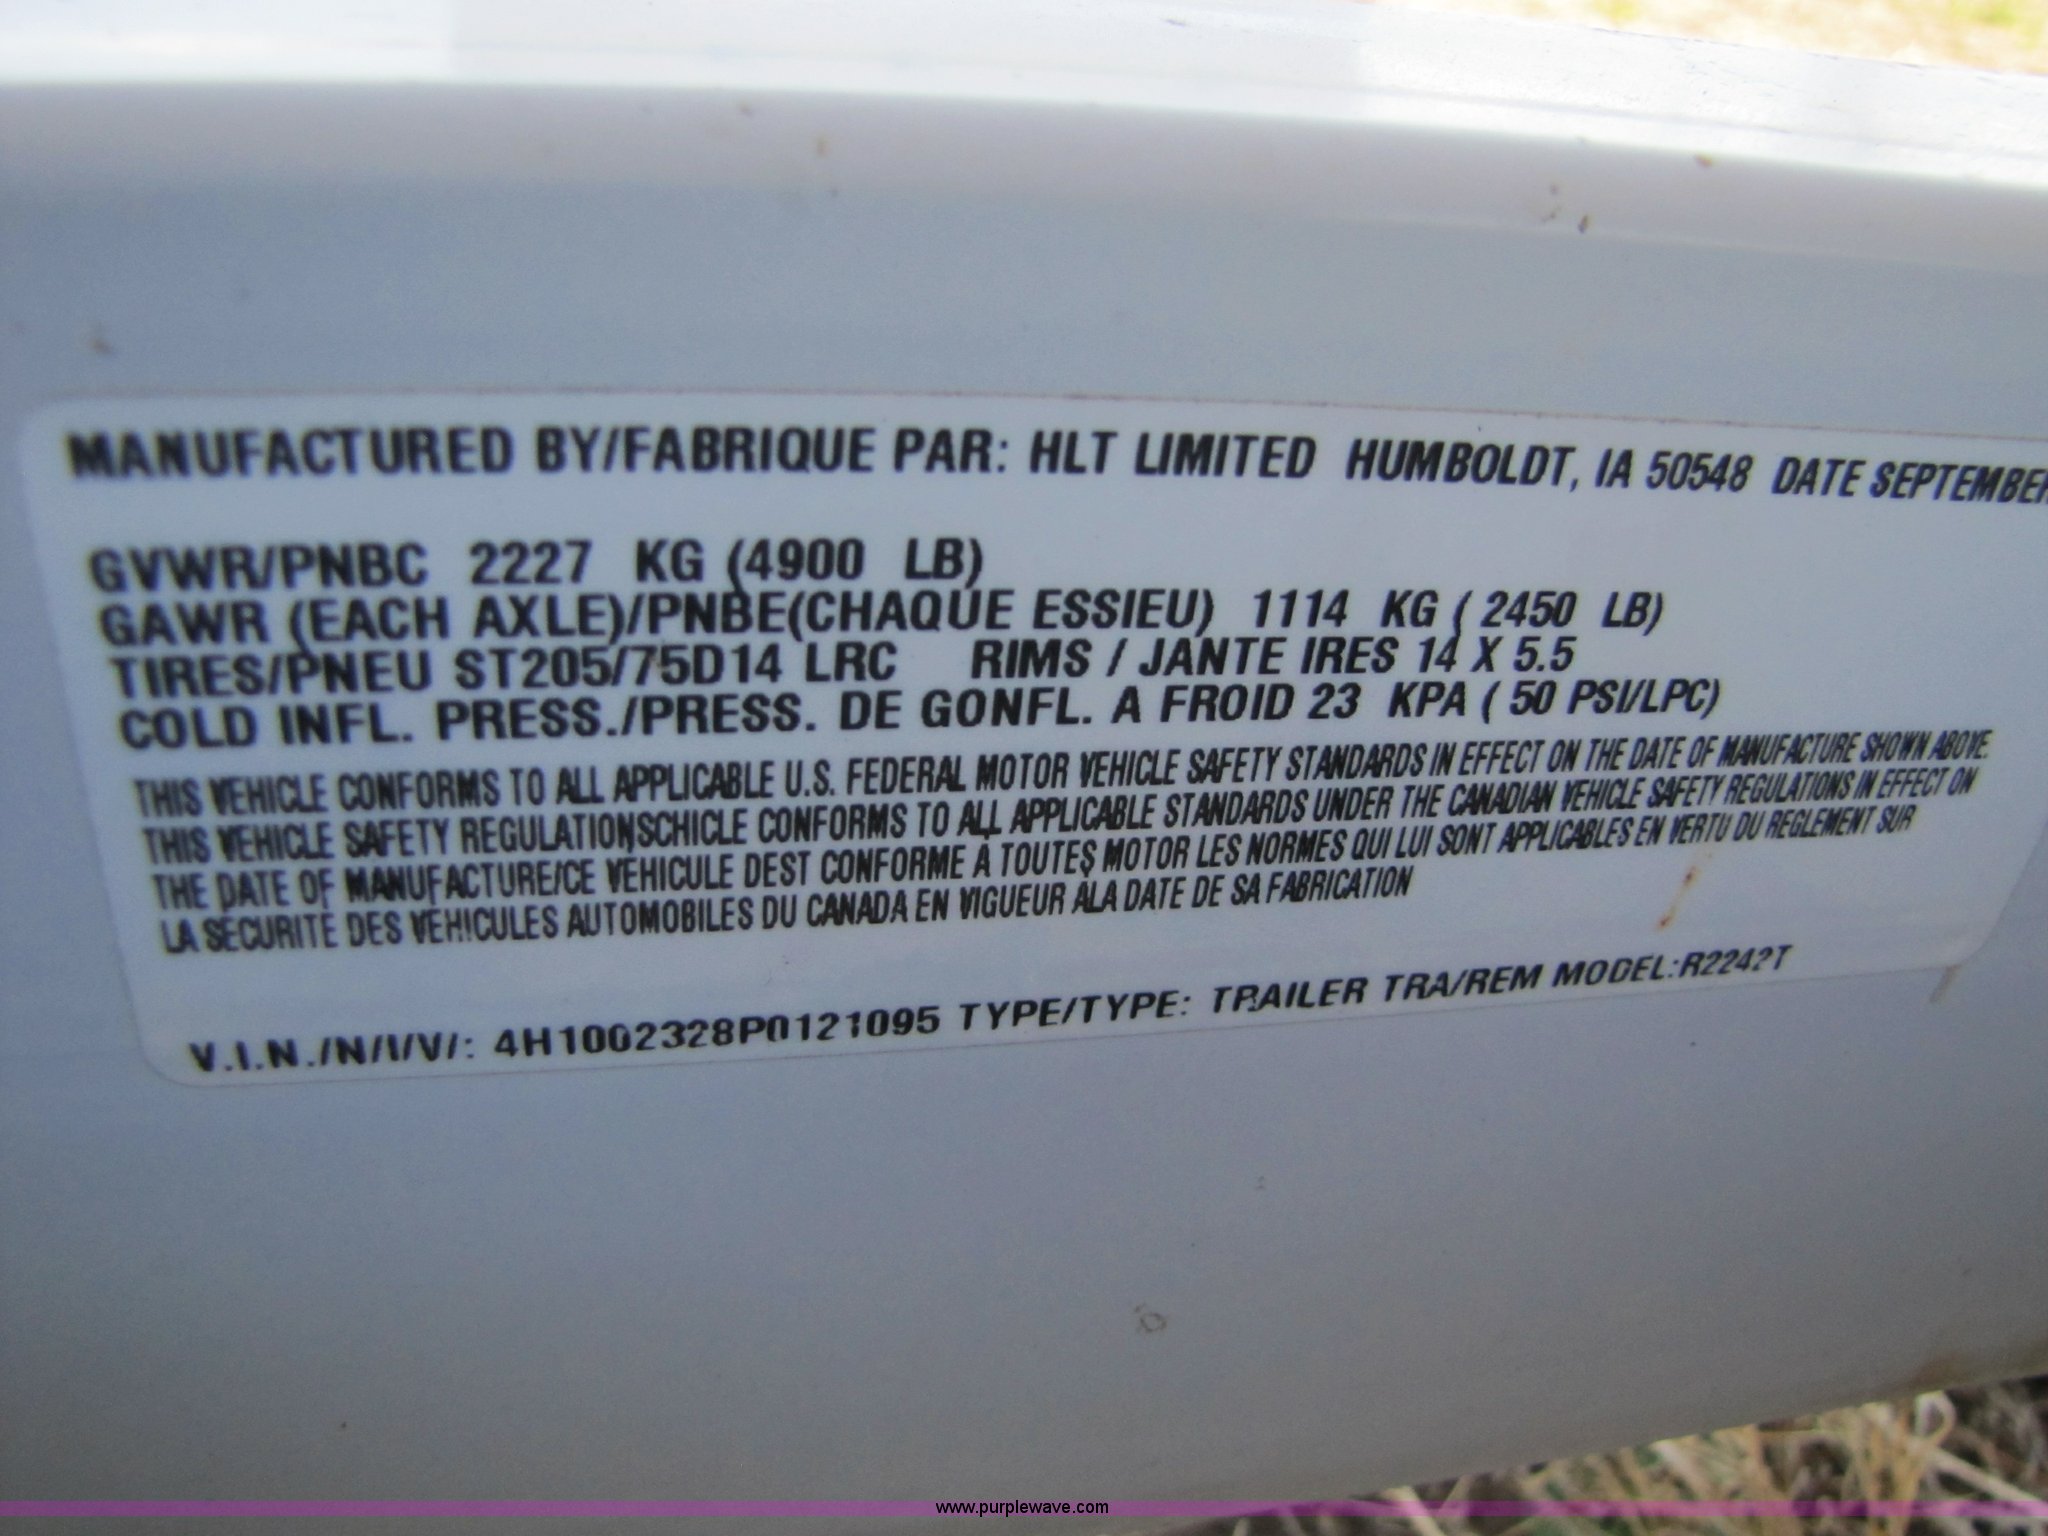 MANUFACTURED BY/FABRIQUE PAR: HLT LIMITED HUMBOLDT, IA 50548 DATE SEPTEMBER
GVWR/PNBC 2227 KG (4900 LB)
GAWR (EACH AXLE)/PNBE(CHAQUE ESSIEU) 1114 KG ( 2450 LB)
TIRES/PNEU ST205/75D14 LRC RIMS / JANTE IRES 14 X 5.5
COLD INFL. PRESS./PRESS. DE GONFL. A FROID 23 KPA ( 50 PSI/LPC)
THIS VEHICLE CONFORMS TO ALL APPLICABLE U.S. FEDERAL MOTOR VEHICLE SAFETY STANDARDS IN EFFECT ON THE DATE OF MANUFACTURE SHOWN ABOVE.
THIS VEHICLE SAFETY REGULATIONSCHICLE CONFORMS TO ALL APPLICABLE STANDARDS UNDER THE CANADIAN VEHICLE SAFETY REGULATIONS IN EFFECT ON
THE DATE OF MANUFACTURE/CE VÉHICULE DEST CONFORME À TOUTES MOTOR LES NORMES QUI LUI SONT APPLICABLES EN VERTU DU REGLEMENT SUR
LA SECURITE DES VEHICULES AUTOMOBILES DU CANADA EN VIGUEUR ALA DATE DE SA FABRICATION
V.I.N./N/I/V/: 4H1002328P0121095 TYPE/TYPE: TRAILER TRA/REM MODEL:R2242T
www.purplewave.com